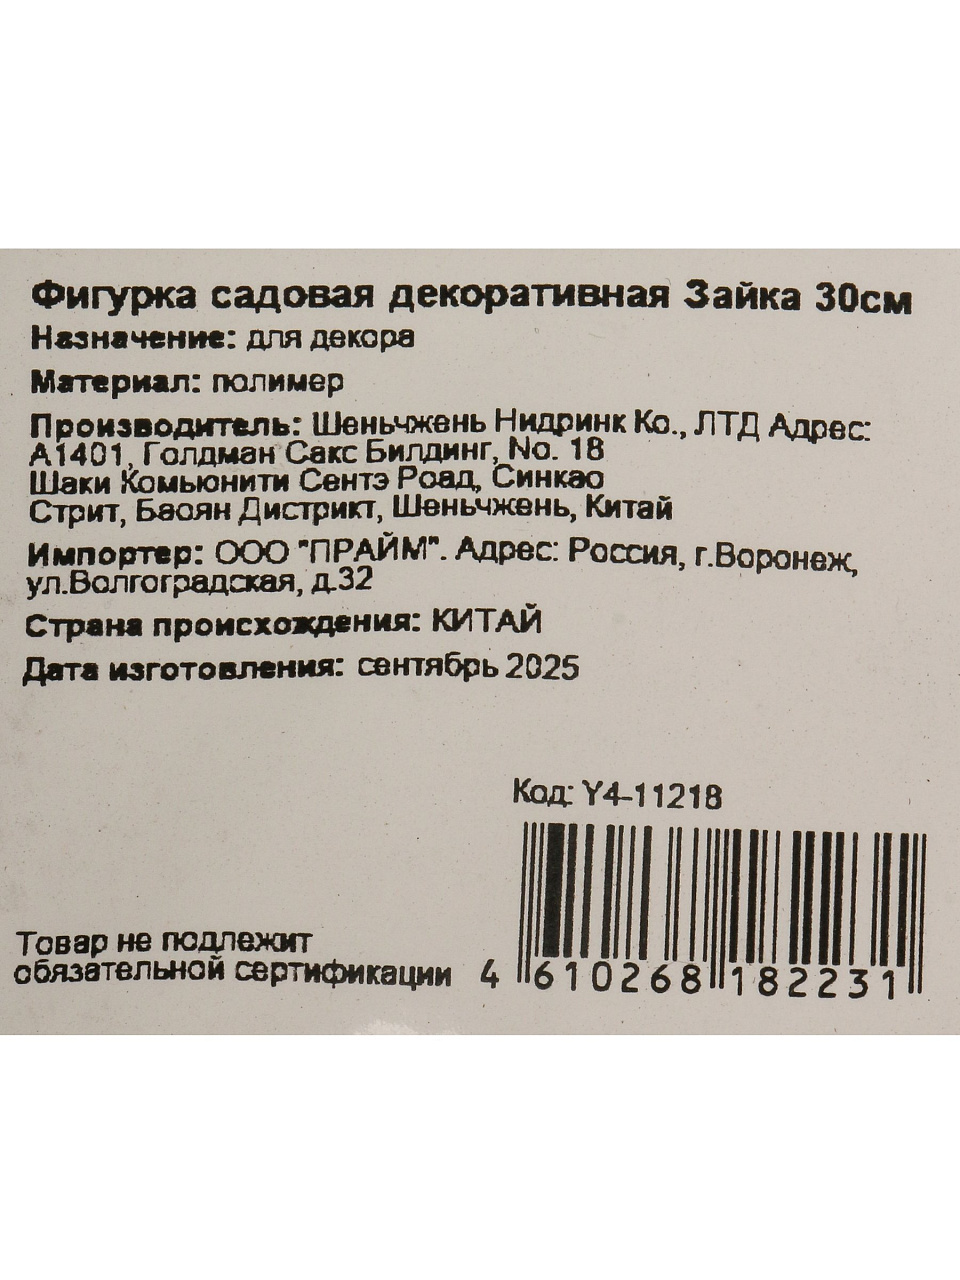 Фигурка садовая декоративная Зайка 30см
Назначение: для декора
Материал: полимер
Производитель: Шеньчжень Нидринк Ко., ЛТД Адрес:
А1401, Голдман Сакс Билдинг, No. 18
Шаки Комьюнити Сентэ Роад, Синкао
Стрит, Баоян Дистрикт, Шеньчжень, Китай
Импортер: ООО "ПРАЙМ". Адрес: Россия, г.Воронеж,
ул.Волгоградская, д.32
Страна происхождения: КИТАЙ
Дата изготовления: сентябрь 2025
Код: Y4-11218
Товар не подлежит
обязательной сертификации
4 610268 182231